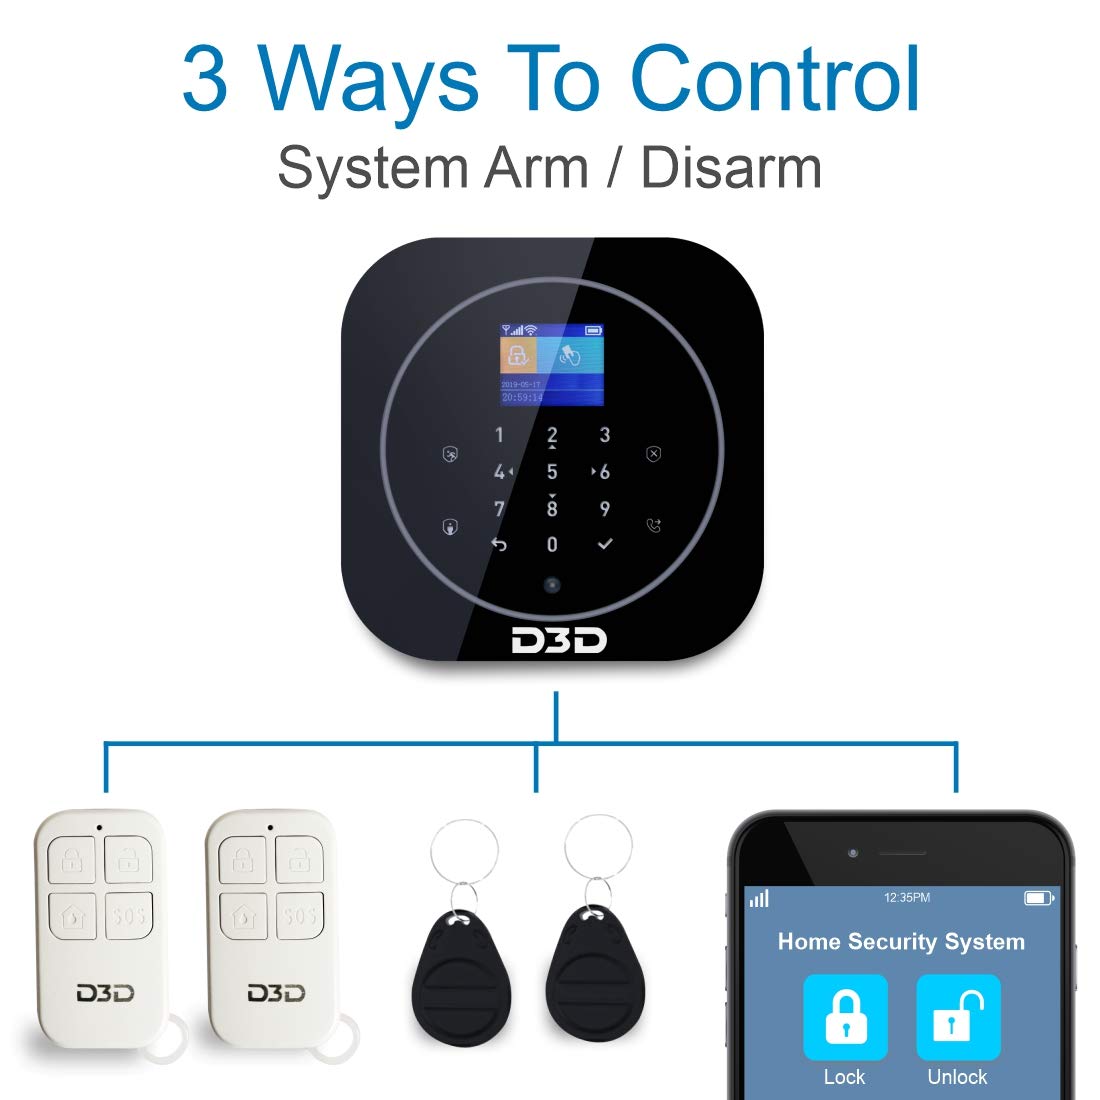 3 Ways To Control
System Arm / Disarm
2019-05-17
20:59:14
1 2 3
4 5 6
7 8 9
0
D3D
SOS
SOS
D3D
D3D
12:35PM
Home Security System
Lock
Unlock